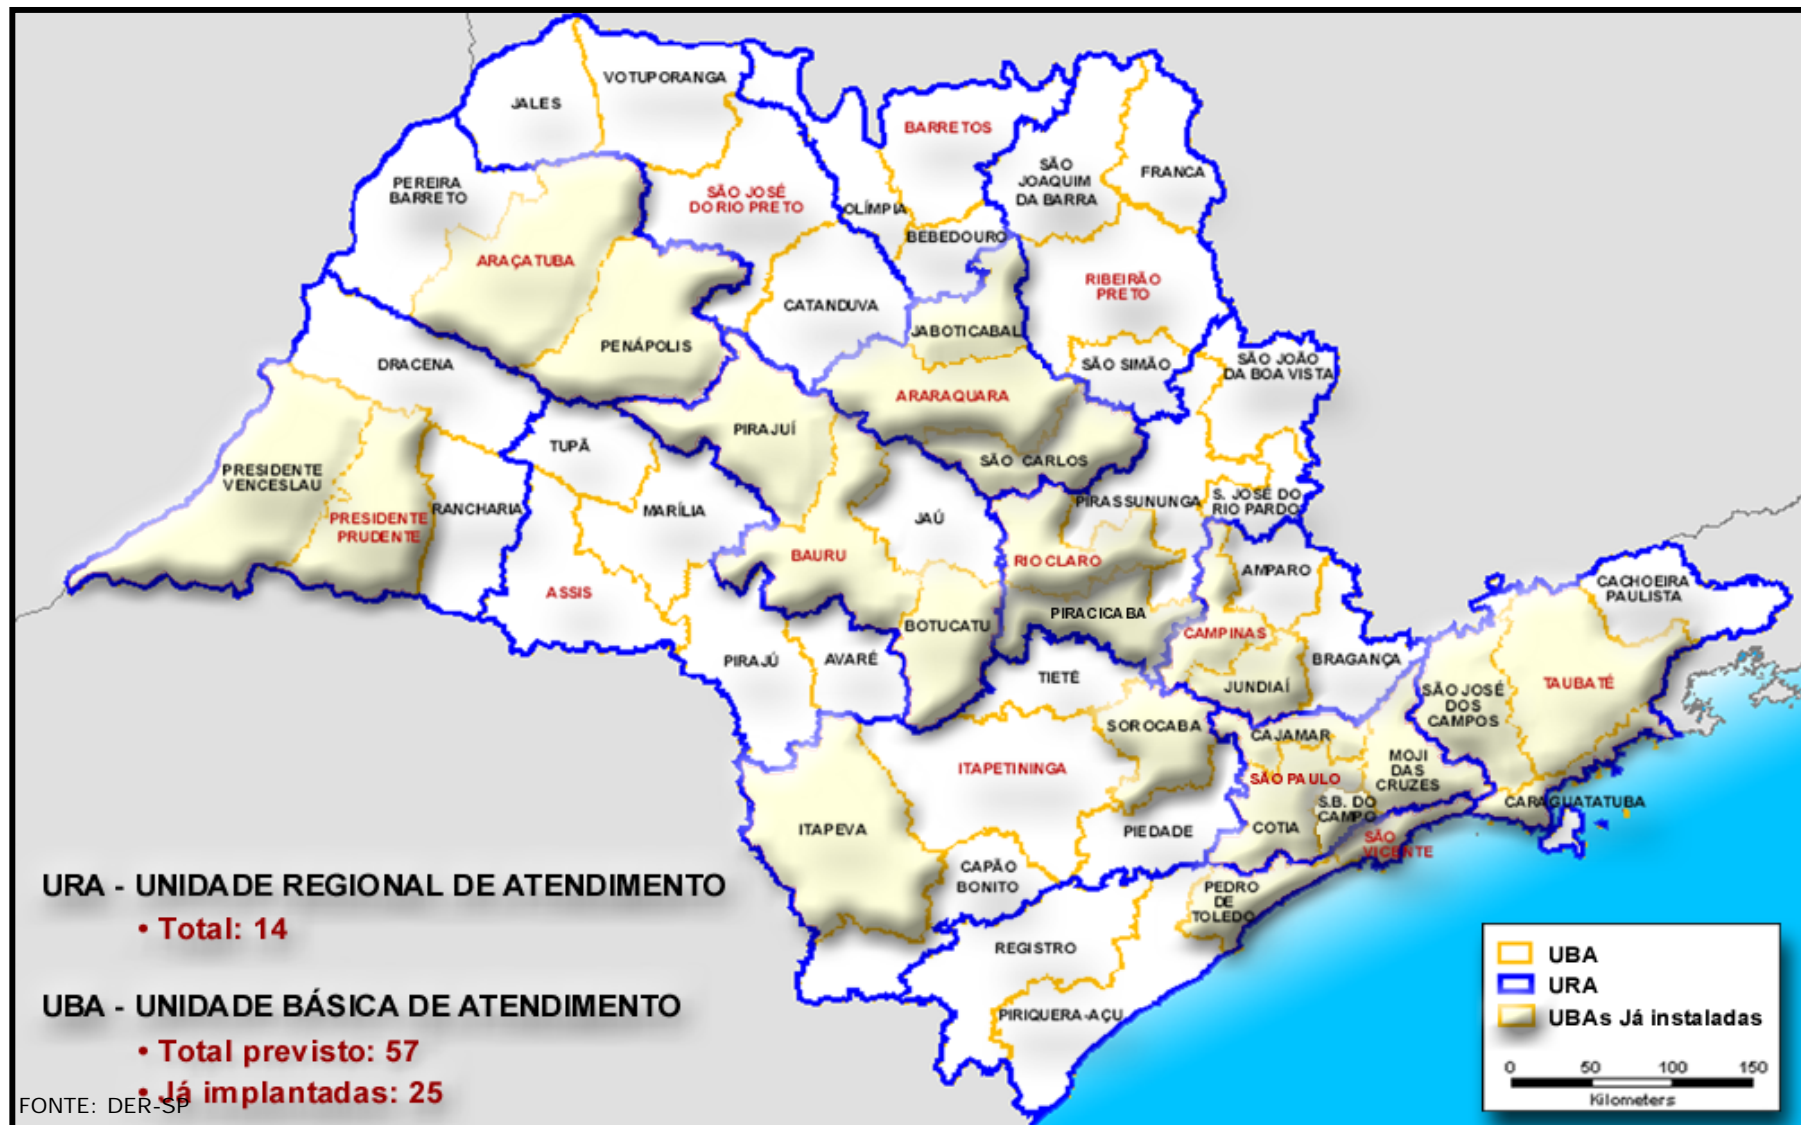 VOTUPORANGA
JALES
BARRETOS
PEREIRA
BARRETO
SÃO JOSÉ
DO RIO PRETO
OLÍMPIA
SÃO
JOAQUIM
DA BARRA
FRANCA
BEBEDOURO
ARAÇATUBA
RIBEIRÃO
PRETO
CATANDUVA
JABOTICABAL
PENÁPOLIS
DRACENA
SÃO SIMÃO
SÃO JOÃO
DA BOA VISTA
ARARAQUARA
PIRAJUÍ
TUPÃ
SÃO CARLOS
PRESIDENTE
VENCESLAU
PRESIDENTE
PRUDENTE
RANCHARIA
MARÍLIA
JAÚ
PIRASSUNUNGA
S. JOSÉ DO
RIO PARDO
BAURU
RIO CLARO
AMPARO
CACHOEIRA
PAULISTA
ASSIS
BOTUCATU
PIRACICABA
CAMPINAS
PIRAJÚ
AVARÉ
TIETÊ
JUNDIAÍ
BRAGANÇA
SÃO JOSÉ
DOS
CAMPOS
TAUBATÉ
SOROCABA
CAJAMAR
ITAPETININGA
SÃO PAULO
MOJI
DAS
CRUZES
S.B. DO
CAMPO
CARAGUATATUBA
ITAPEVA
PIEDADE
COTIA
SÃO
VICENTE
CAPÃO
BONITO
PEDRO
DE
TOLEDO
REGISTRO
PIRIQUERA-AÇU
URA - UNIDADE REGIONAL DE ATENDIMENTO
• Total: 14
UBA - UNIDADE BÁSICA DE ATENDIMENTO
• Total previsto: 57
• Já implantadas: 25
FONTE: DER-SP
UBA
URA
UBAs Já instaladas
0 50 100 150
Kilometers